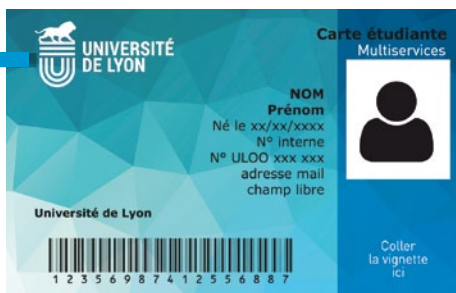 UNIVERSITÉ
DE LYON
Carte étudiante
Multiservices
NOM
Prénom
Né le xx/xx/xxxx
N° interne
N° ULOO xxx xxx
adresse mail
champ libre
Université de Lyon
1 2 3 5 6 9 8 7 4 1 2 5 5 6 8 8 7
Coller
la vignette
ici